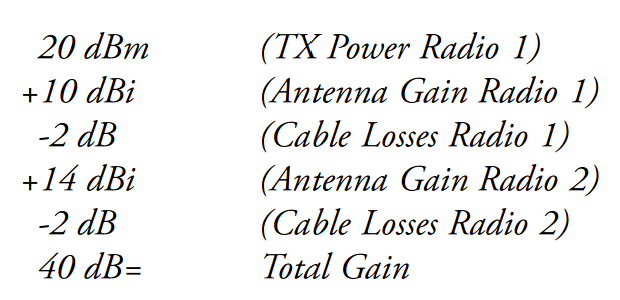 20 dBm (TX Power Radio 1)
+10 dBi (Antenna Gain Radio 1)
-2 dB (Cable Losses Radio 1)
+14 dBi (Antenna Gain Radio 2)
-2 dB (Cable Losses Radio 2)
40 dB= Total Gain